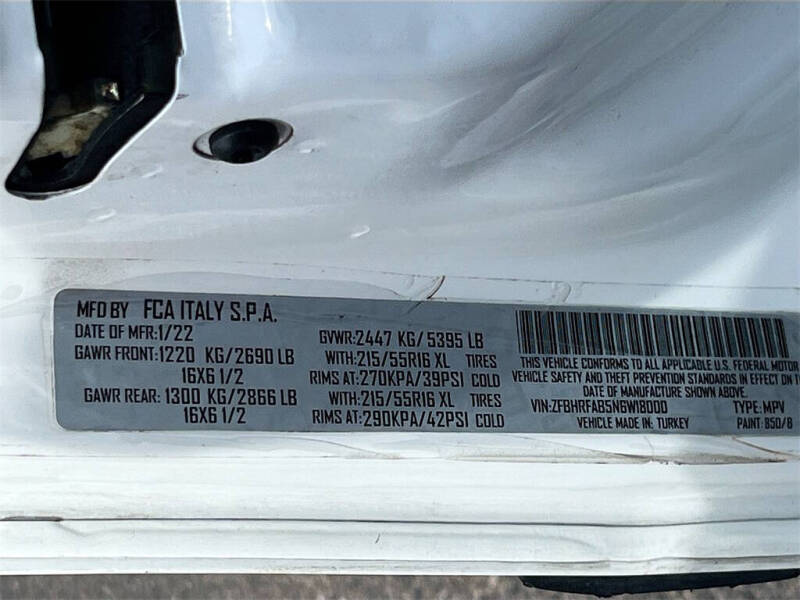 MFD BY FCA ITALY S.P.A.
DATE OF MFR:1/22
GAWR FRONT:1220 KG/2690 LB
16X6 1/2
GAWR REAR:1300 KG/2866 LB
16X6 1/2
GVWR:2447 KG/5395 LB
WITH:215/55R16 XL TIRES
RIMS AT:270KPA/39PSI COLD
WITH:215/55R16 XL TIRES
RIMS AT:290KPA/42PSI COLD
THIS VEHICLE CONFORMS TO ALL APPLICABLE U.S. FEDERAL MOTOR
VEHICLE SAFETY AND THEFT PREVENTION STANDARDS IN EFFECT ON
DATE OF MANUFACTURE SHOWN ABOVE.
VIN:ZFBHRFAB5N6W18000 TYPE:MPV
VEHICLE MADE IN: TURKEY PAINT:850/B